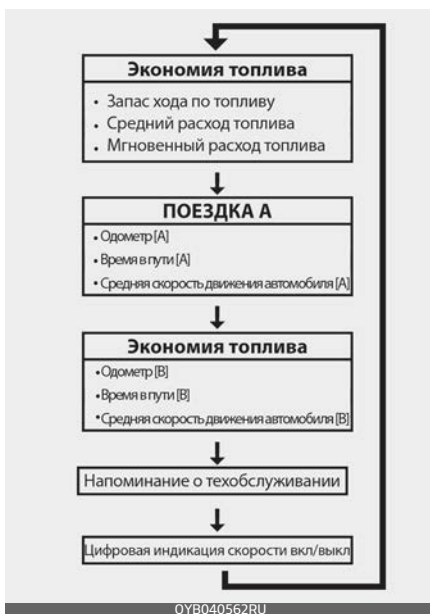 Экономия топлива
• Запас хода по топливу
• Средний расход топлива
• Мгновенный расход топлива
ПОЕЗДКА А
• Одометр [A]
• Время в пути [A]
• Средняя скорость движения автомобиля [A]
Экономия топлива
• Одометр [B]
• Время в пути [B]
• Средняя скорость движения автомобиля [B]
Напоминание о техобслуживании
Цифровая индикация скорости вкл/выкл
OYB040562RU